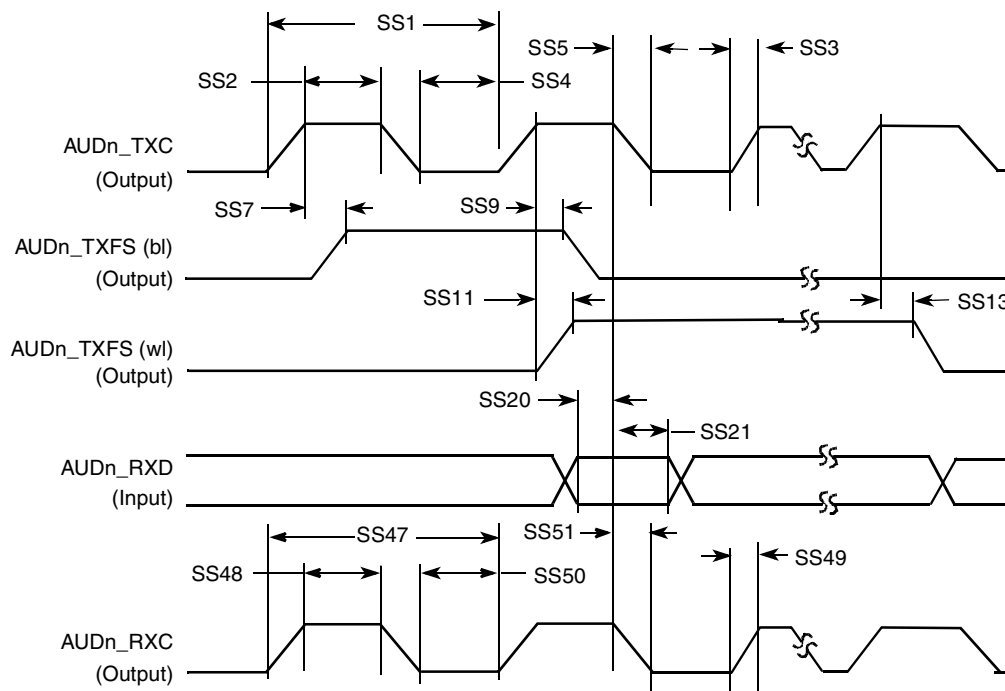 SS1
SS5
SS3
SS2
SS4
AUDn_TXC
(Output)
SS7
SS9
AUDn_TXFS (bl)
(Output)
SS11
SS13
AUDn_TXFS (wl)
(Output)
SS20
SS21
AUDn_RXD
(Input)
SS47
SS51
SS49
SS48
SS50
AUDn_RXC
(Output)